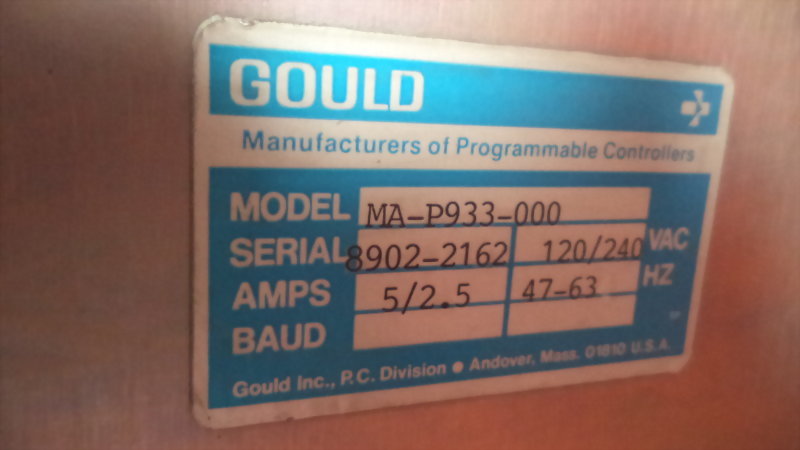 GOULD
Manufacturers of Programmable Controllers
MODEL MA-P933-000
SERIAL 8902-2162 120/240 VAC
AMPS 5/2.5 47-63 HZ
BAUD
Gould Inc., P.C. Division ● Andover, Mass. 01810 U.S.A.